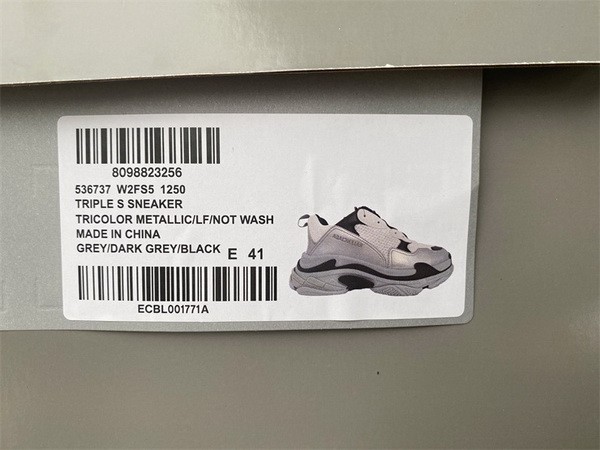 8098823256
536737 W2FS5 1250
TRIPLE S SNEAKER
TRICOLOR METALLIC/LF/NOT WASH
MADE IN CHINA
GREY/DARK GREY/BLACK E 41
ECBL001771A